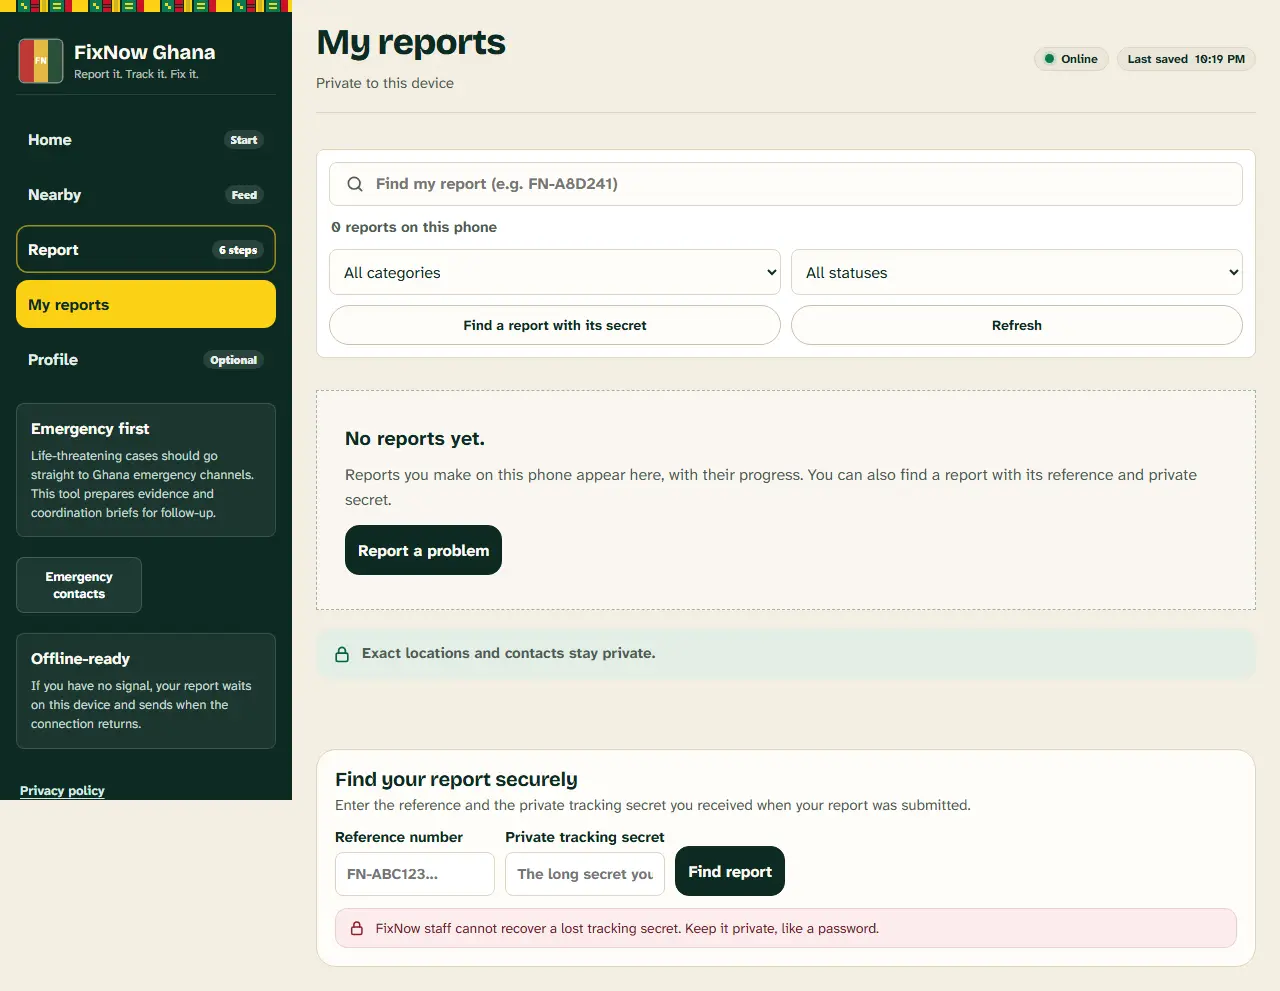 FN
FixNow Ghana
Report it. Track it. Fix it.
Home
Start
Nearby
Feed
Report
6 steps
My reports
Profile
Optional
Emergency first
Life-threatening cases should go
straight to Ghana emergency channels.
This tool prepares evidence and
coordination briefs for follow-up.
Emergency
contacts
Offline-ready
If you have no signal, your report waits
on this device and sends when the
connection returns.
Privacy policy
My reports
Private to this device
Online
Last saved 10:19 PM
Find my report (e.g. FN-A8D241)
0 reports on this phone
All categories
All statuses
Find a report with its secret
Refresh
No reports yet.
Reports you make on this phone appear here, with their progress. You can also find a report with its reference and private
secret.
Report a problem
Exact locations and contacts stay private.
Find your report securely
Enter the reference and the private tracking secret you received when your report was submitted.
Reference number
Private tracking secret
FN-ABC123...
The long secret you
Find report
FixNow staff cannot recover a lost tracking secret. Keep it private, like a password.